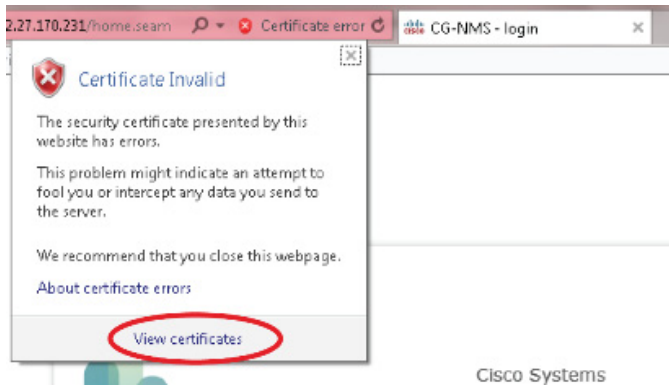 2.27.170.231/home.seam
Certificate error
CG-NMS - login
Certificate Invalid
The security certificate presented by this
website has errors.
This problem might indicate an attempt to
fool you or intercept any data you send to
the server.
We recommend that you close this webpage.
About certificate errors
View certificates
Cisco Systems